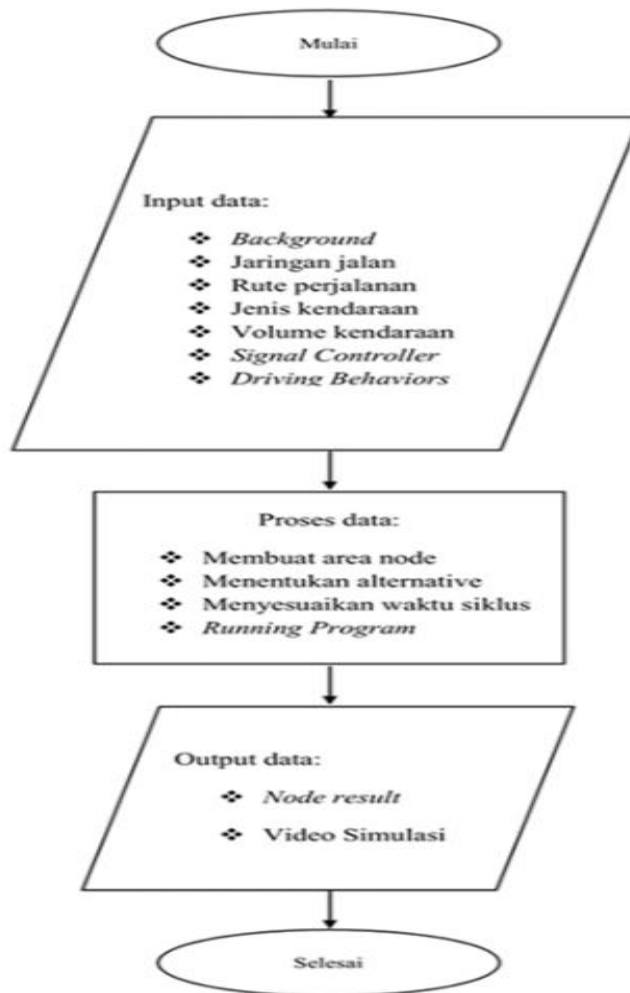 Mulai
Input data:
❖ Background
❖ Jaringan jalan
❖ Rute perjalanan
❖ Jenis kendaraan
❖ Volume kendaraan
❖ Signal Controller
❖ Driving Behaviors
Proses data:
❖ Membuat area node
❖ Menentukan alternative
❖ Menyesuaikan waktu siklus
❖ Running Program
Output data:
❖ Node result
❖ Video Simulasi
Selesai